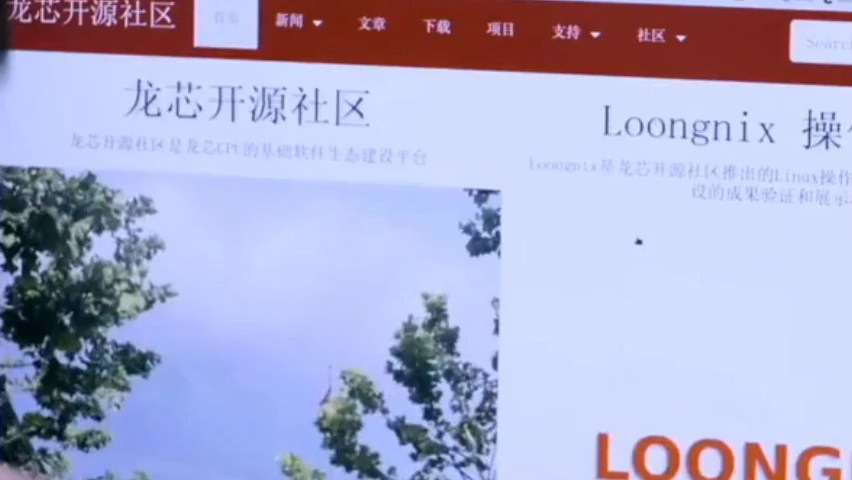 龙芯开源社区
首页 新闻 文章 下载 项目 支持 社区 Search
龙芯开源社区
龙芯开源社区是龙芯CPU的基础软件生态建设平台
Loongnix 操
Loongnix是龙芯开源社区推出的Linux操作
设的成果验证和展示
LOONG